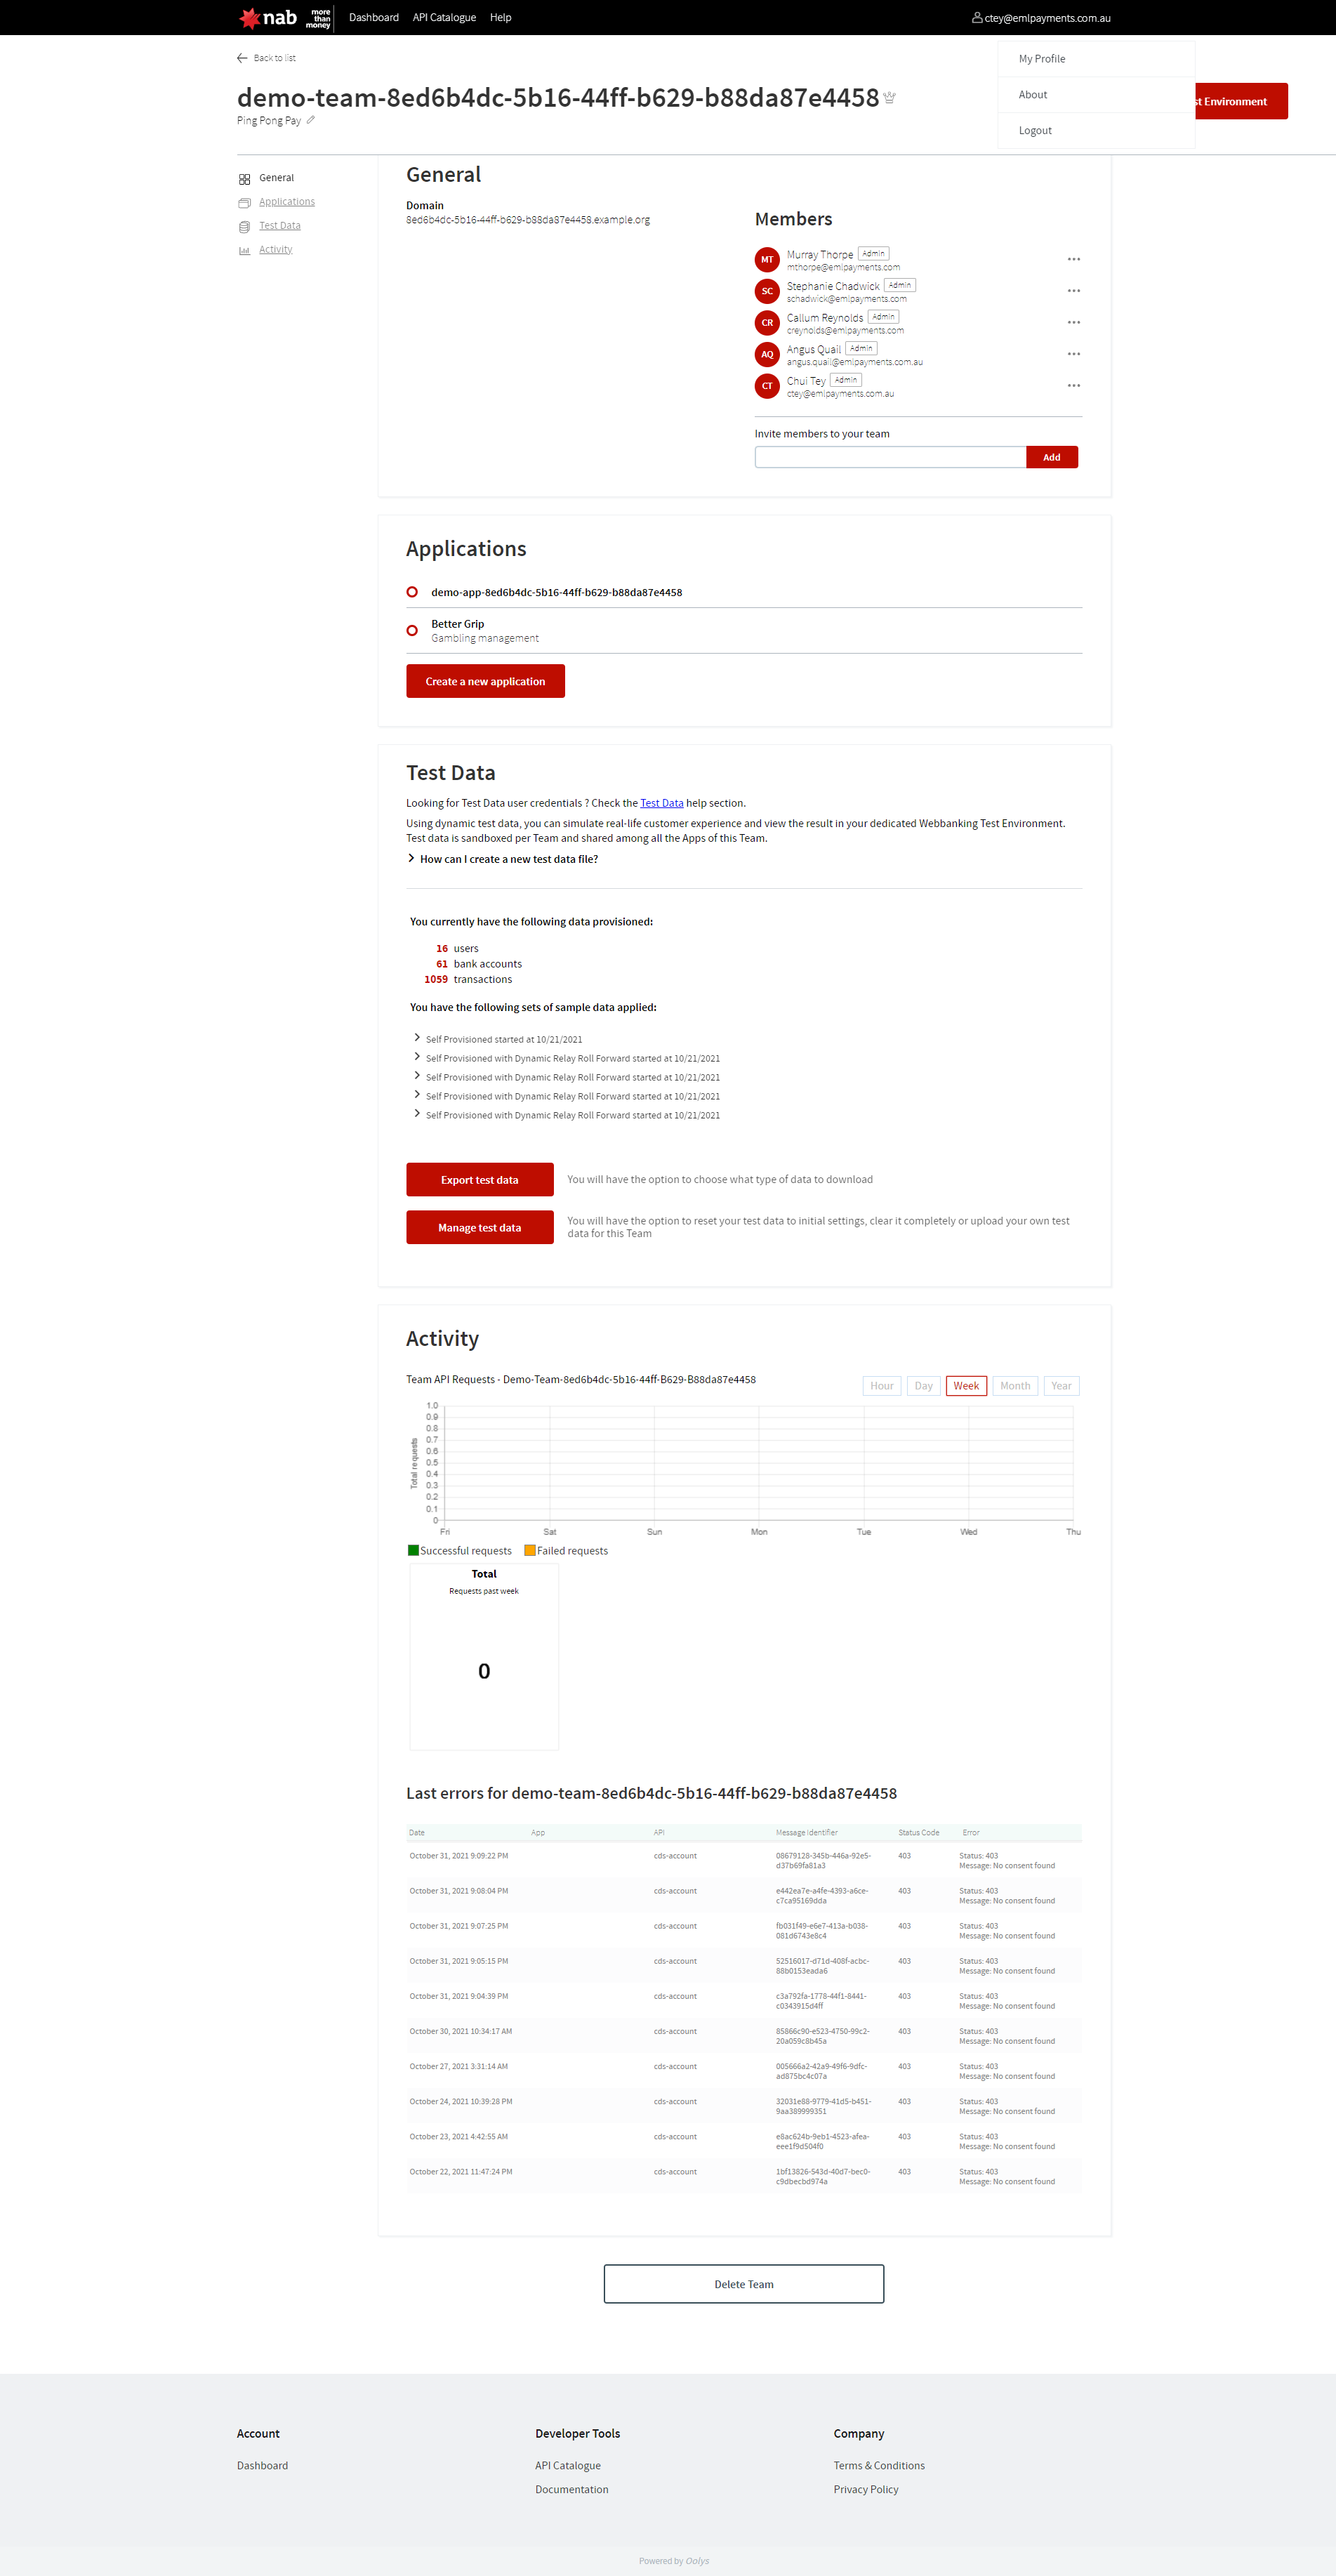 nab
more
than
money
Dashboard API Catalogue Help
ctey@emlpayments.com.au
Back to list
My Profile
About
Logout
demo-team-8ed6b4dc-5b16-44ff-b629-b88da87e4458
Environment
Ping Pong Pay
General
Applications
Test Data
Activity
General
Domain
8ed6b4dc-5b16-44ff-b629-b88da87e4458.example.org
Members
MT Murray Thorpe Admin
mthorpe@emlpayments.com
SC Stephanie Chadwick Admin
schadwick@emlpayments.com
CR Callum Reynolds Admin
creynolds@emlpayments.com
AQ Angus Quail Admin
angus.quail@emlpayments.com.au
CT Chui Tey Admin
ctey@emlpayments.com.au
Invite members to your team
Add
Applications
demo-app-8ed6b4dc-5b16-44ff-b629-b88da87e4458
Better Grip
Gambling management
Create a new application
Test Data
Looking for Test Data user credentials ? Check the Test Data help section.
Using dynamic test data, you can simulate real-life customer experience and view the result in your dedicated Webbanking Test Environment.
Test data is sandboxed per Team and shared among all the Apps of this Team.
How can I create a new test data file?
You currently have the following data provisioned:
16 users
61 bank accounts
1059 transactions
You have the following sets of sample data applied:
Self Provisioned started at 10/21/2021
Self Provisioned with Dynamic Relay Roll Forward started at 10/21/2021
Self Provisioned with Dynamic Relay Roll Forward started at 10/21/2021
Self Provisioned with Dynamic Relay Roll Forward started at 10/21/2021
Self Provisioned with Dynamic Relay Roll Forward started at 10/21/2021
Export test data
You will have the option to choose what type of data to download
Manage test data
You will have the option to reset your test data to initial settings, clear it completely or upload your own test
data for this Team
Activity
Team API Requests - Demo-Team-8ed6b4dc-5b16-44ff-B629-B88da87e4458
Hour Day Week Month Year
Total requests
1.0
0.9
0.8
0.7
0.6
0.5
0.4
0.3
0.2
0.1
0
Fri Sat Sun Mon Tue Wed Thu
Successful requests Failed requests
Total
Requests past week
0
Last errors for demo-team-8ed6b4dc-5b16-44ff-b629-b88da87e4458
Date App API Message Identifier Status Code Error
October 31, 2021 9:09:22 PM cds-account 08679128-345b-446a-92e5- 403 Status: 403
d37b69fa81a3 Message: No consent found
October 31, 2021 9:08:04 PM cds-account e442ea7e-a4fe-4393-a6ce- 403 Status: 403
c7ca95169dda Message: No consent found
October 31, 2021 9:07:25 PM cds-account fb031f49-e6e7-413a-b038- 403 Status: 403
081d6743e8c4 Message: No consent found
October 31, 2021 9:05:15 PM cds-account 52516017-d71d-408f-acbc- 403 Status: 403
88b0153eada6 Message: No consent found
October 31, 2021 9:04:39 PM cds-account c3a792fa-1778-44f1-8441- 403 Status: 403
c0343915d4ff Message: No consent found
October 30, 2021 10:34:17 AM cds-account 85866c90-e523-4750-99c2- 403 Status: 403
20a059c8b45a Message: No consent found
October 27, 2021 3:31:14 AM cds-account 005666a2-42a9-49f6-9dfc- 403 Status: 403
ad875bc4c07a Message: No consent found
October 24, 2021 10:39:28 PM cds-account 32031e88-9779-41d5-b451- 403 Status: 403
9aa389999351 Message: No consent found
October 23, 2021 4:42:55 AM cds-account e8ac624b-9eb1-4523-afea- 403 Status: 403
eee1f9d504f0 Message: No consent found
October 22, 2021 11:47:24 PM cds-account 1bf13826-543d-40d7-bec0- 403 Status: 403
c9dbecbd974a Message: No consent found
Delete Team
Account Developer Tools Company
Dashboard API Catalogue Terms & Conditions
Documentation Privacy Policy
Powered by Oolys